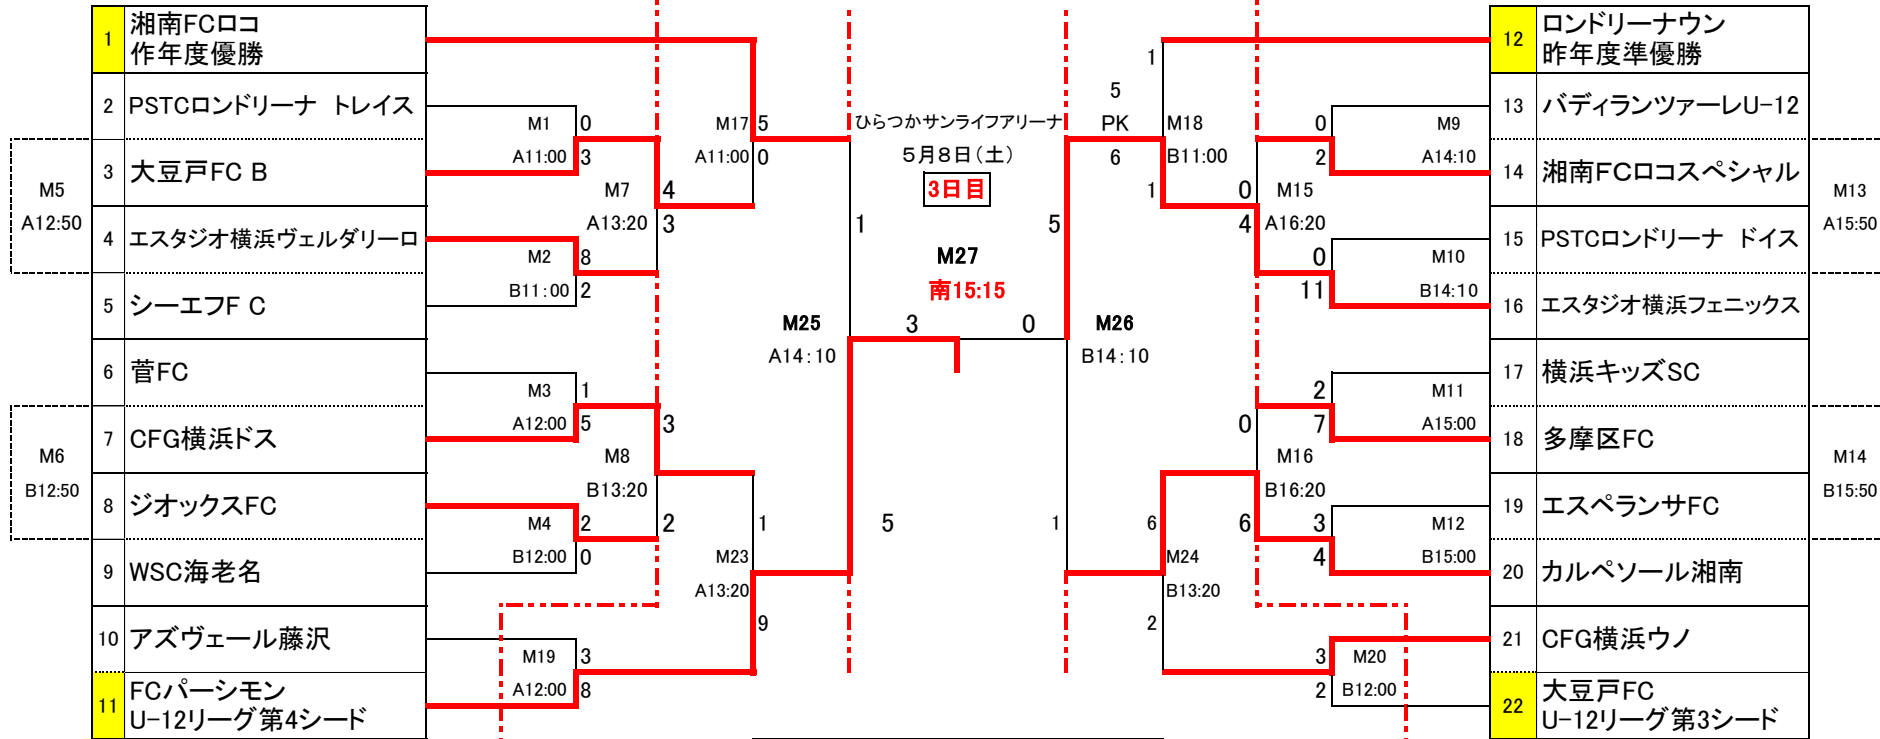 1 湘南FCロコ
作年度優勝
2 PSTCロンドリーナ トレイス
3 大豆戸FC B
4 エスタジオ横浜ヴェルダリーロ
5 シーエフF C
6 菅FC
7 CFG横浜ドス
8 ジオックスFC
9 WSC海老名
10 アズヴェール藤沢
11 FCパーシモン
U-12リーグ第4シード
M5
A12:50
M6
B12:50
M1 0
A11:00 3
M2 8
B11:00 2
M3 1
A12:00 5
M4 2
B12:00 0
M19 3
A12:00 8
M7 4
A13:20 3
M8 3
B13:20 2
M17 5
A11:00 0
M23 1
A13:20 9
M25
A14:10
1
5
ひらつかサンライフアリーナ
5月8日(土)
3日目
M27
南15:15
3 0
5
PK
6
M26
B14:10
5
1
1 M18
B11:00
1
6 M24
B13:20
2
0 M15
A16:20
4
0 M16
B16:20
6
0 M9
2 A14:10
0 M10
11 B14:10
2 M11
7 A15:00
3 M12
4 B15:00
3 M20
2 B12:00
12 ロンドリーナウン
昨年度準優勝
13 バディランツァーレU-12
14 湘南FCロコスペシャル
15 PSTCロンドリーナ ドイス
16 エスタジオ横浜フェニックス
17 横浜キッズSC
18 多摩区FC
19 エスペランサFC
20 カルペソール湘南
21 CFG横浜ウノ
22 大豆戸FC
U-12リーグ第3シード
M13
A15:50
M14
B15:50